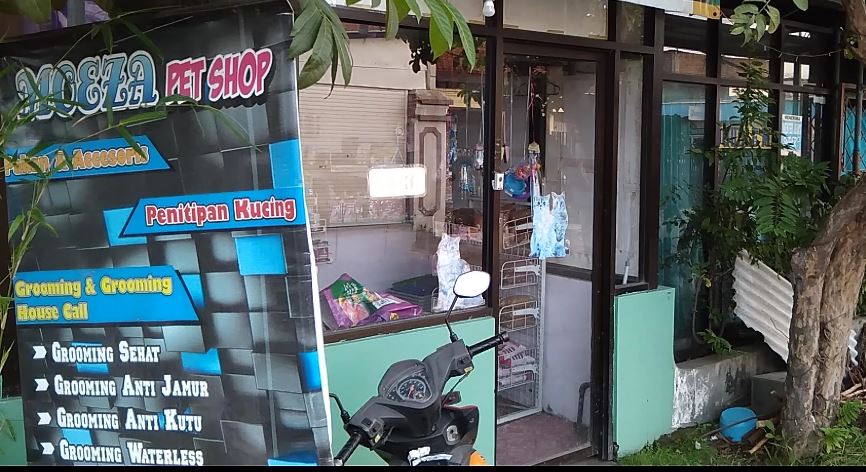 MOEZA PET SHOP
Pakan & Assesoris
Penitipan Kucing
Grooming & Grooming
House Call
Grooming Sehat
Grooming Anti Jamur
Grooming Anti Kutu
Grooming Waterless